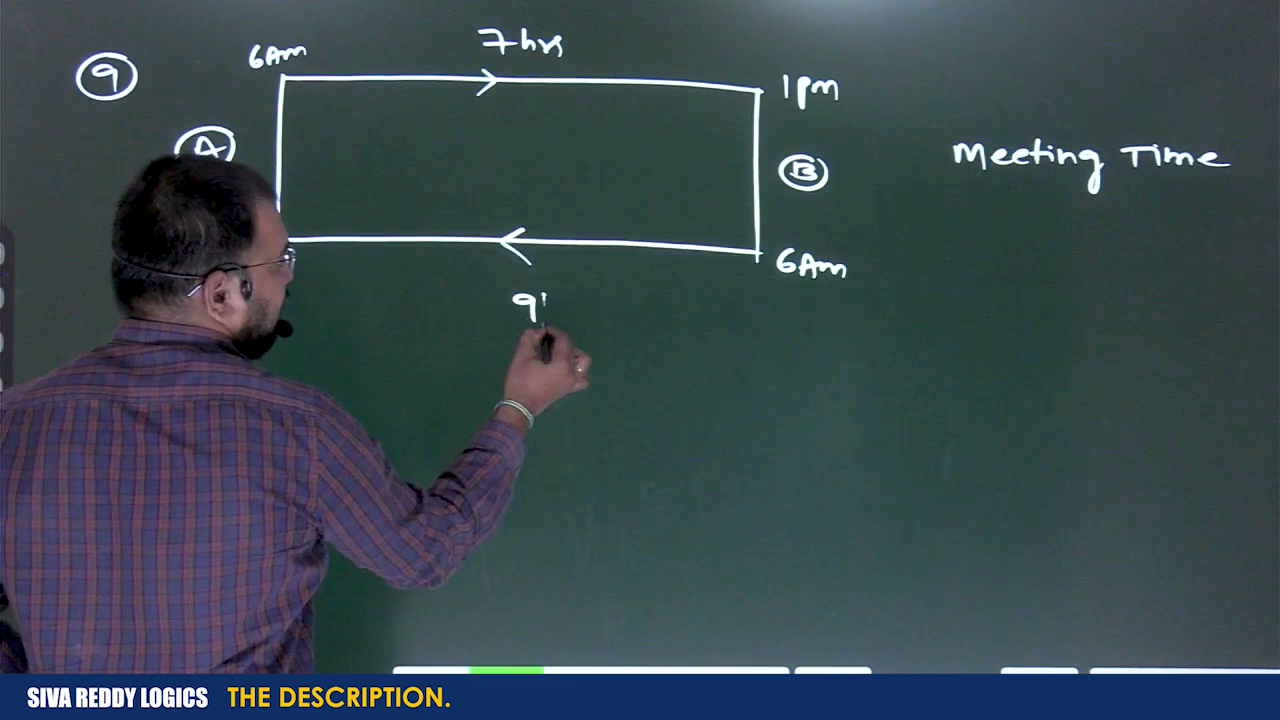 9
6Am
7hrs
1pm
A
B
Meeting Time
6Am
9
SIVA REDDY LOGICS THE DESCRIPTION.